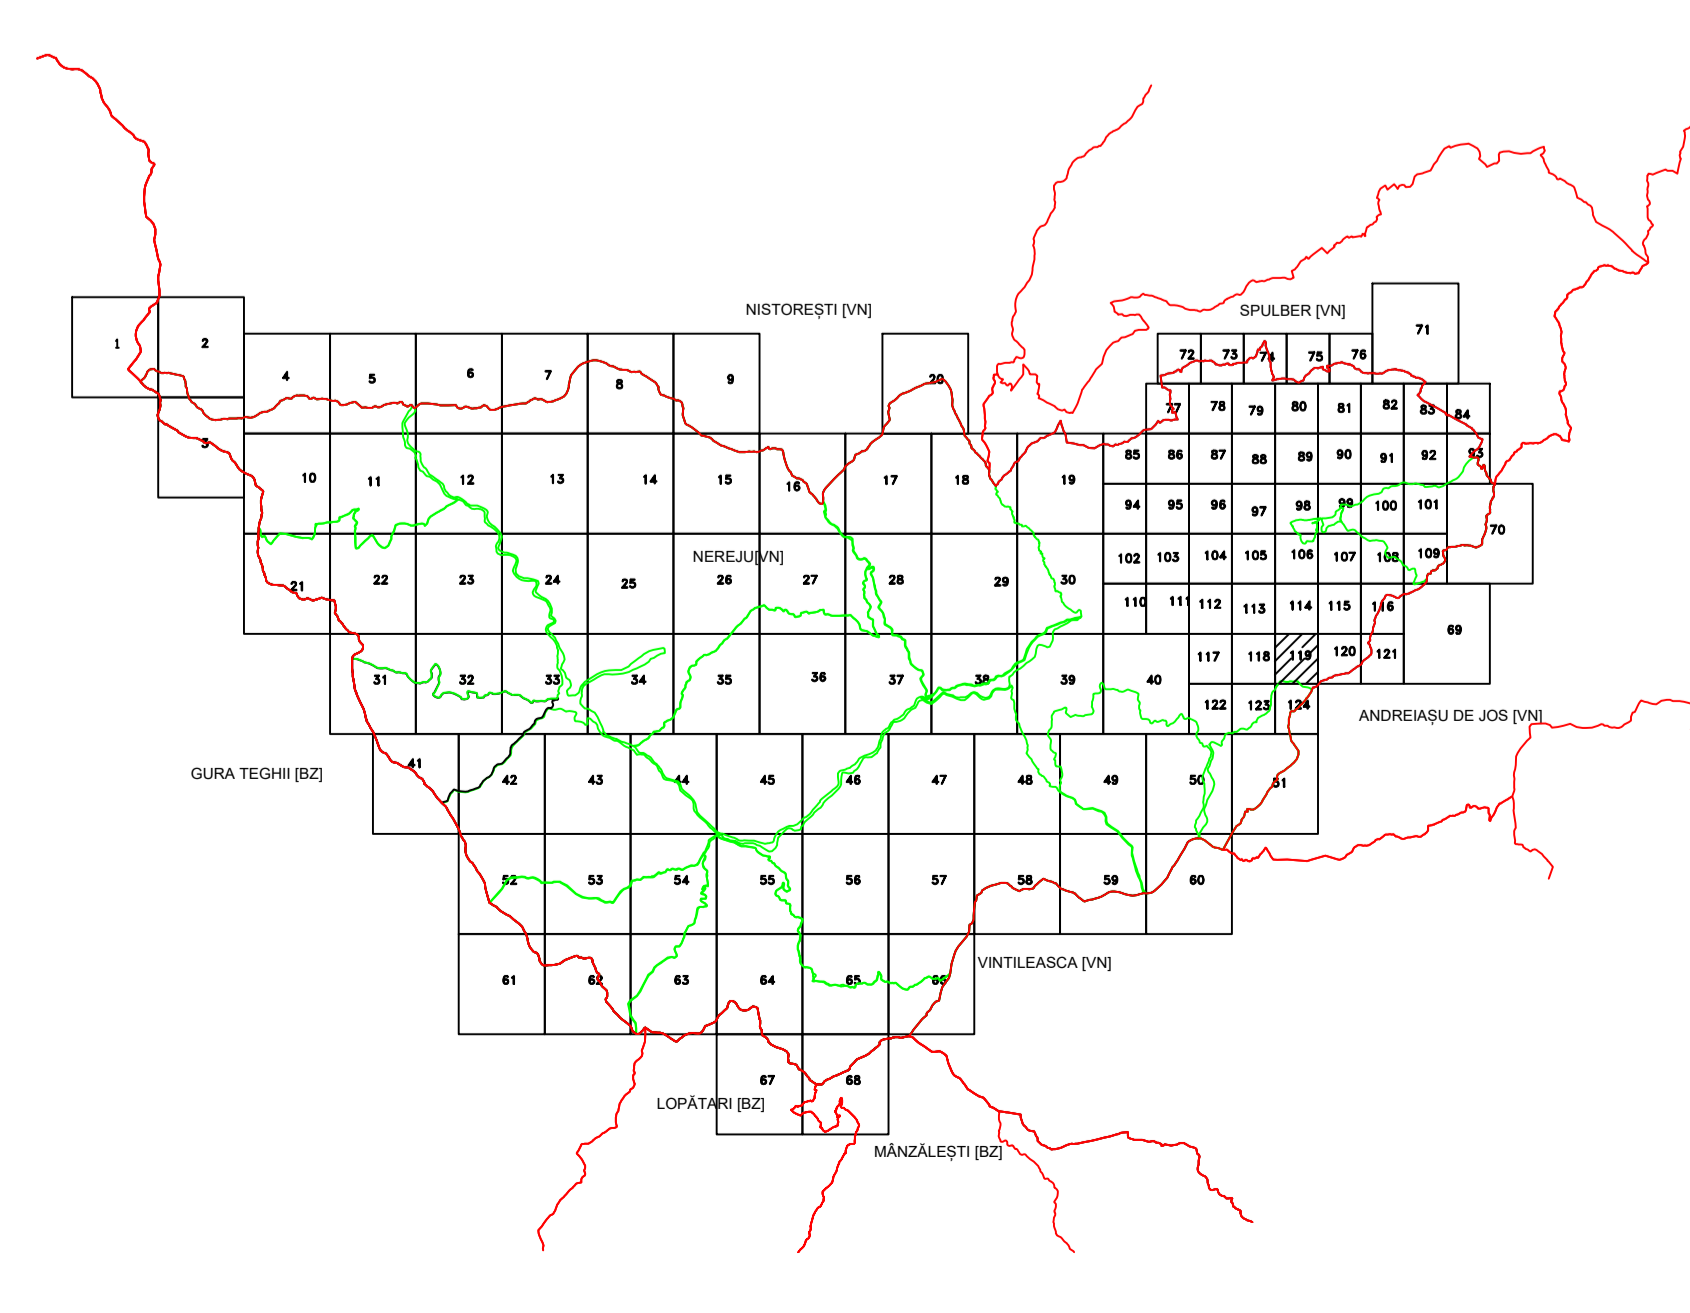 NISTOREȘTI [VN]
SPULBER [VN]
71
1
2
72 73 74 75 76
4 5 6 7 8 9
20
3
77 78 79 80 81 82 83 84
10 11 12 13 14 15 16 17 18 19
85 86 87 88 89 90 91 92 93
94 95 96 97 98 99 100 101
70
NEREJU[VN]
21 22 23 24 25 26 27 28 29 30
102 103 104 105 106 107 108 109
110 111 112 113 114 115 116
69
31 32 33 34 35 36 37 38 39 40
117 118 119 120 121
122 123 124
ANDREIAȘU DE JOS [VN]
GURA TEGHII [BZ]
41 42 43 44 45 46 47 48 49 50 51
52 53 54 55 56 57 58 59 60
VINTILEASCA [VN]
61 62 63 64 65 66
67 68
LOPĂTARI [BZ]
MÂNZĂLEȘTI [BZ]